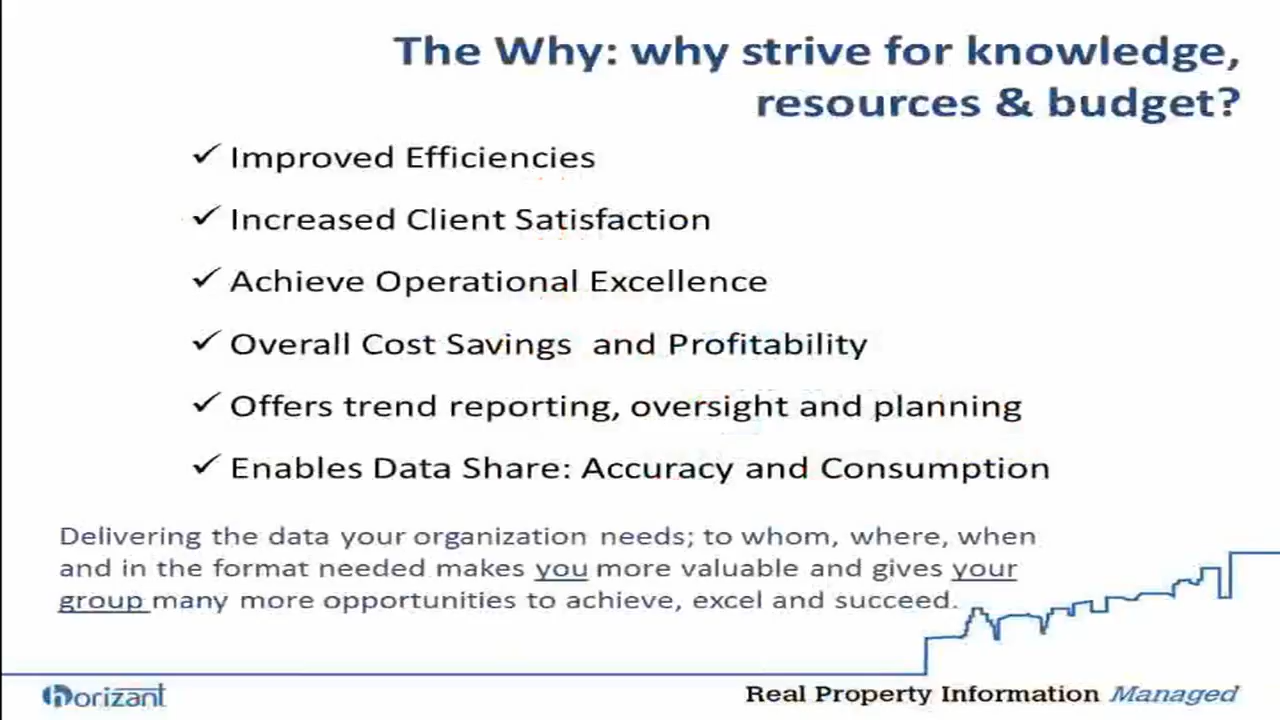 The Why: why strive for knowledge,
resources & budget?
✓ Improved Efficiencies
✓ Increased Client Satisfaction
✓ Achieve Operational Excellence
✓ Overall Cost Savings and Profitability
✓ Offers trend reporting, oversight and planning
✓ Enables Data Share: Accuracy and Consumption
Delivering the data your organization needs; to whom, where, when
and in the format needed makes you more valuable and gives your
group many more opportunities to achieve, excel and succeed.
horizant
Real Property Information Managed